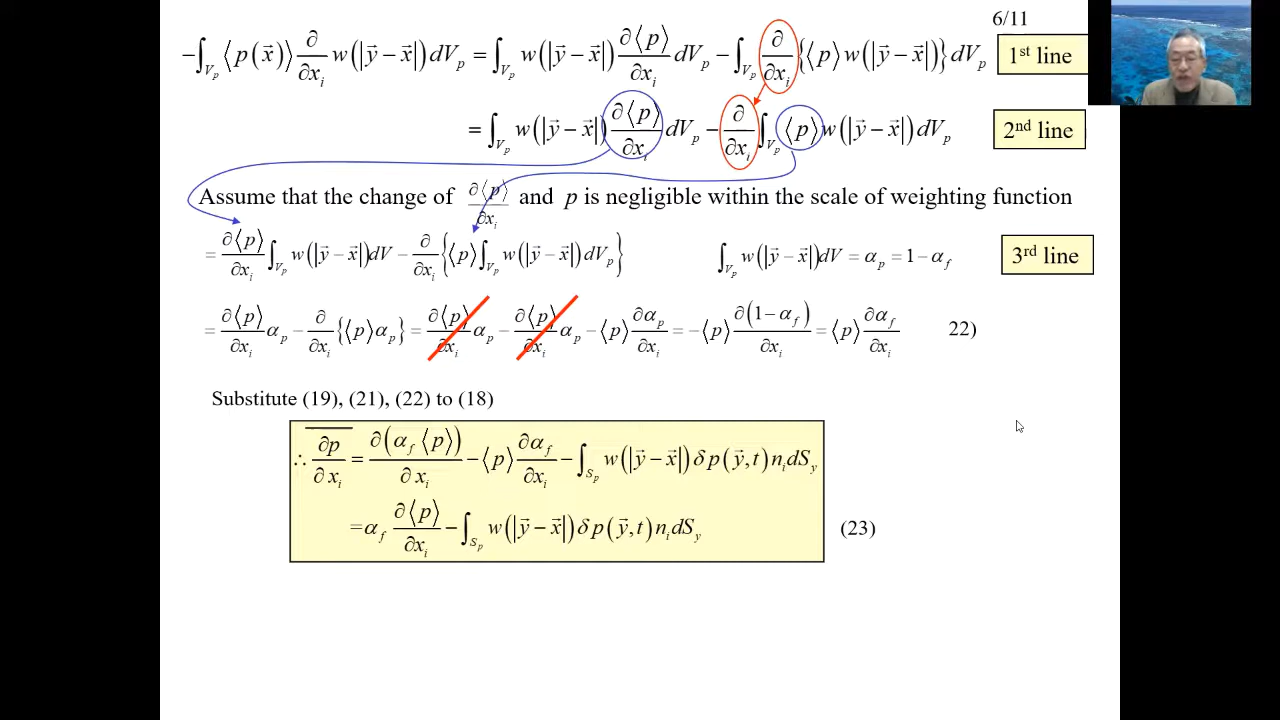 6/11
−∫_{V_p} ⟨p(x⃗)⟩ ∂/∂x_i w(|y⃗ − x⃗|) dV_p = ∫_{V_p} w(|y⃗ − x⃗|) ∂⟨p⟩/∂x_i dV_p − ∫_{V_p} ∂/∂x_i {⟨p⟩ w(|y⃗ − x⃗|)} dV_p 1st line
= ∫_{V_p} w(|y⃗ − x⃗|) ∂⟨p⟩/∂x_i dV_p − ∂/∂x_i ∫_{V_p} ⟨p⟩ w(|y⃗ − x⃗|) dV_p 2nd line
Assume that the change of ∂⟨p⟩/∂x_i and p is negligible within the scale of weighting function
= ∂⟨p⟩/∂x_i ∫_{V_p} w(|y⃗ − x⃗|) dV − ∂/∂x_i {⟨p⟩ ∫_{V_p} w(|y⃗ − x⃗|) dV_p} ∫_{V_p} w(|y⃗ − x⃗|) dV = α_p = 1 − α_f 3rd line
= ∂⟨p⟩/∂x_i α_p − ∂/∂x_i {⟨p⟩ α_p} = ∂⟨p⟩/∂x_i α_p − ∂⟨p⟩/∂x_i α_p − ⟨p⟩ ∂α_p/∂x_i = −⟨p⟩ ∂(1 − α_f)/∂x_i = ⟨p⟩ ∂α_f/∂x_i 22)
Substitute (19), (21), (22) to (18)
∴ \overline{∂p/∂x_i} = ∂(α_f ⟨p⟩)/∂x_i − ⟨p⟩ ∂α_f/∂x_i − ∫_{S_p} w(|y⃗ − x⃗|) δp(y⃗, t) n_i dS_y
= α_f ∂⟨p⟩/∂x_i − ∫_{S_p} w(|y⃗ − x⃗|) δp(y⃗, t) n_i dS_y (23)